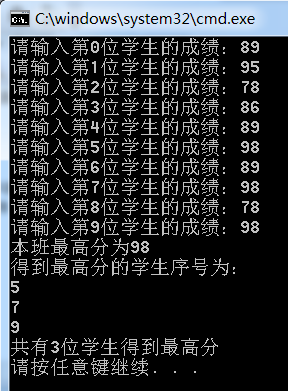 C:\windows\system32\cmd.exe
请输入第0位学生的成绩：89
请输入第1位学生的成绩：95
请输入第2位学生的成绩：78
请输入第3位学生的成绩：86
请输入第4位学生的成绩：89
请输入第5位学生的成绩：98
请输入第6位学生的成绩：89
请输入第7位学生的成绩：98
请输入第8位学生的成绩：78
请输入第9位学生的成绩：98
本班最高分为98
得到最高分的学生序号为：
5
7
9
共有3位学生得到最高分
请按任意键继续. . .